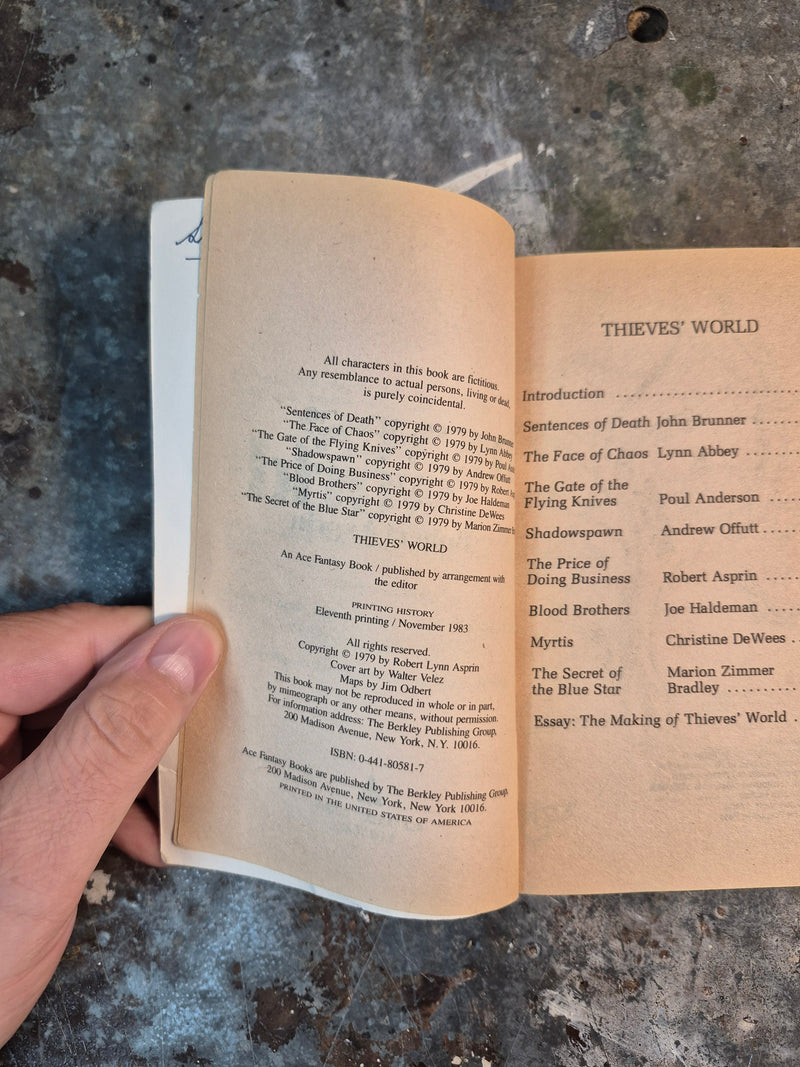 All characters in this book are fictitious.
Any resemblance to actual persons, living or dead,
is purely coincidental.
"Sentences of Death" copyright © 1979 by John Brunner
"The Face of Chaos" copyright © 1979 by Lynn Abbey
"The Gate of the Flying Knives" copyright © 1979 by Poul
"Shadowspawn" copyright © 1979 by Andrew Offutt
"The Price of Doing Business" copyright © 1979 by Robert
"Blood Brothers" copyright © 1979 by Joe Haldeman
"Myrtis" copyright © 1979 by Christine DeWees
"The Secret of the Blue Star" copyright © 1979 by Marion Zimmer
THIEVES' WORLD
An Ace Fantasy Book / published by arrangement with
the editor
PRINTING HISTORY
Eleventh printing / November 1983
All rights reserved.
Copyright © 1979 by Robert Lynn Asprin
Cover art by Walter Velez
Maps by Jim Odbert
This book may not be reproduced in whole or in part,
by mimeograph or any other means, without permission.
For information address: The Berkley Publishing Group,
200 Madison Avenue, New York, N.Y. 10016.
ISBN: 0-441-80581-7
Ace Fantasy Books are published by The Berkley Publishing Group,
200 Madison Avenue, New York, New York 10016.
PRINTED IN THE UNITED STATES OF AMERICA
THIEVES' WORLD
Introduction ....................
Sentences of Death John Brunner .......
The Face of Chaos Lynn Abbey ........
The Gate of the
Flying Knives Poul Anderson .....
Shadowspawn Andrew Offutt .....
The Price of
Doing Business Robert Asprin .....
Blood Brothers Joe Haldeman .....
Myrtis Christine DeWees .
The Secret of Marion Zimmer
the Blue Star Bradley ..........
Essay: The Making of Thieves' World .